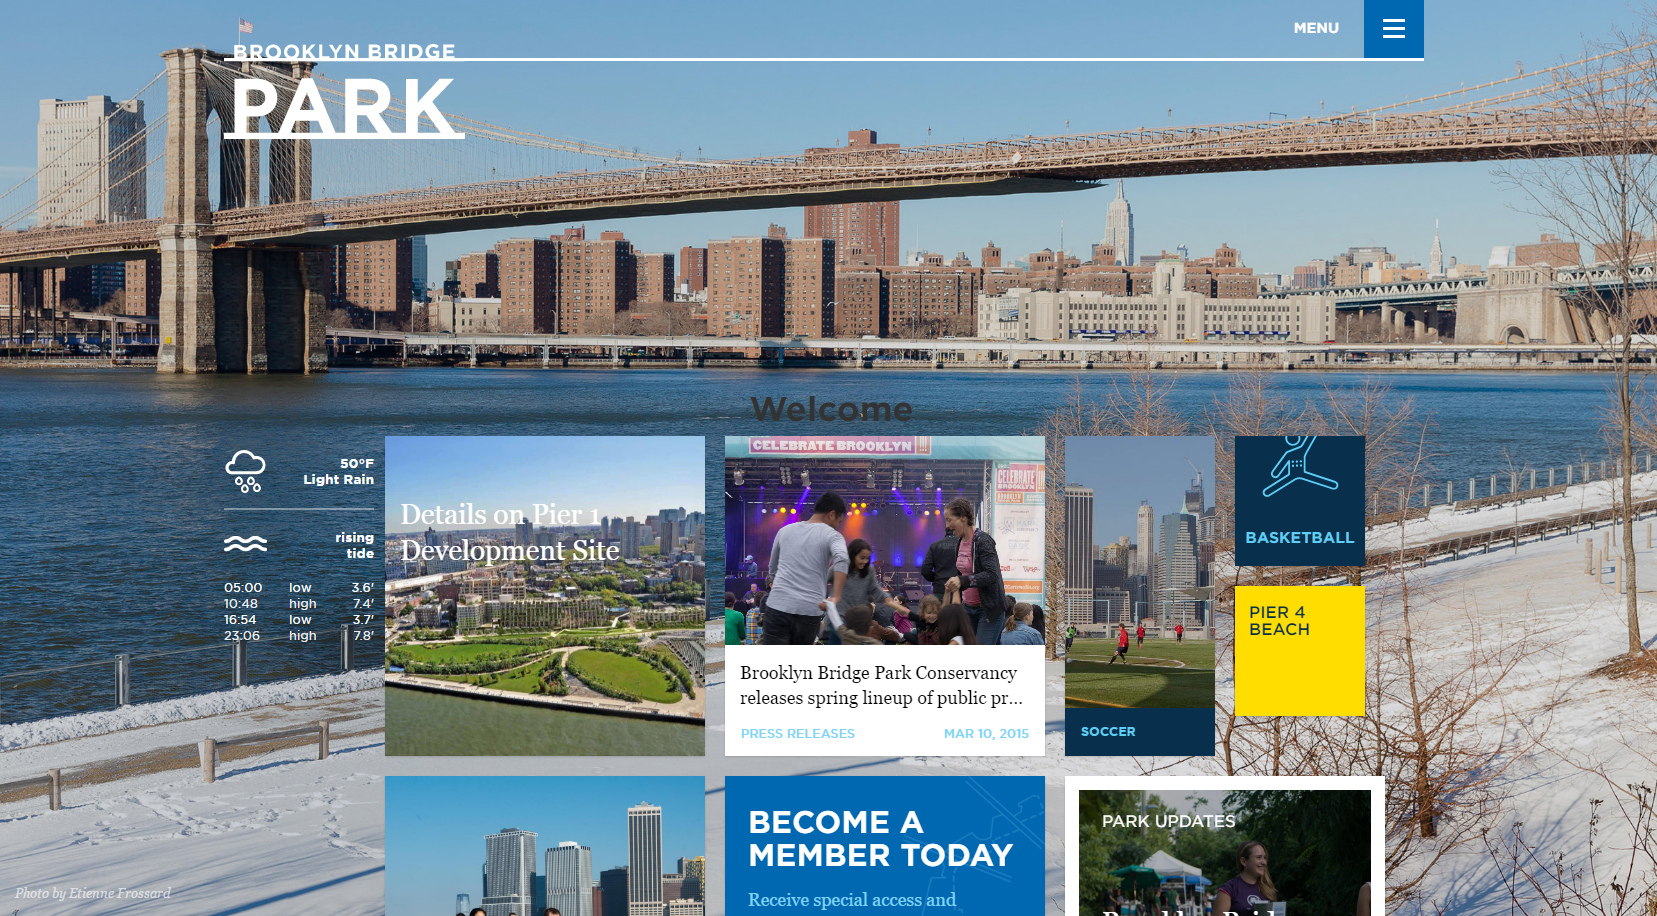 BROOKLYN BRIDGE
PARK
MENU
Welcome
50°F
Light Rain
rising
tide
05:00 low 3.6'
10:48 high 7.4'
16:54 low 3.7'
23:06 high 7.8'
Details on Pier 1
Development Site
CELEBRATE BROOKLYN
CELEBRATE
BROOKLYN
Brooklyn Bridge Park Conservancy
releases spring lineup of public pr...
PRESS RELEASES MAR 10, 2015
SOCCER
BASKETBALL
PIER 4
BEACH
BECOME A
MEMBER TODAY
Receive special access and
PARK UPDATES
Photo by Etienne Frossard